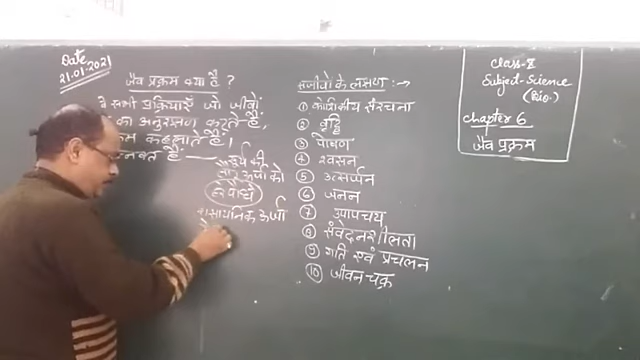 Date
21.01.2021
जैव प्रक्रम क्या है ?
वे सभी प्रक्रियाएँ जो जीवों
का अनुरक्षण करते हैं,
क्रम कहलाते हैं।
सूर्य की
ऊर्जा को
हरे पौधे
रासायनिक ऊर्जा
सजीवों के लक्षण :→
① कोशिकीय संरचना
② वृद्धि
③ पोषण
④ श्वसन
⑤ उत्सर्जन
⑥ जनन
⑦ उपापचय
⑧ संवेदनशीलता
⑨ गति एवं प्रचलन
⑩ जीवन चक्र
Class-X
Subject-Science
(Bio.)
Chapter 6
जैव प्रक्रम